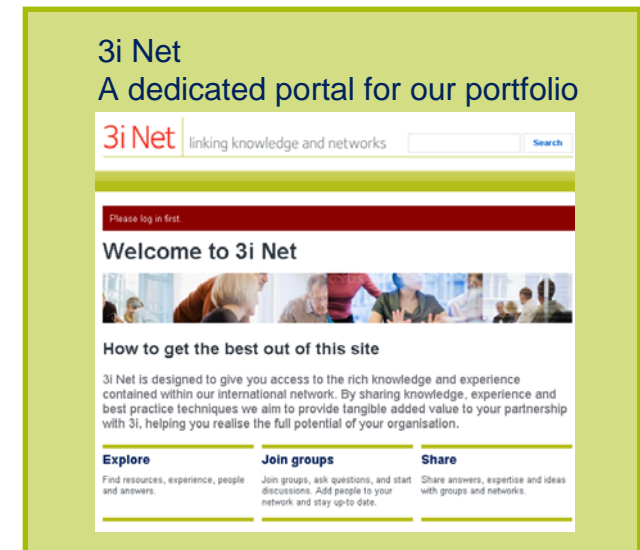 3i Net
A dedicated portal for our portfolio
3i Net linking knowledge and networks Search
Please log in first.
Welcome to 3i Net
How to get the best out of this site
3i Net is designed to give you access to the rich knowledge and experience
contained within our international network. By sharing knowledge, experience and
best practice techniques we aim to provide tangible added value to your partnership
with 3i, helping you realise the full potential of your organisation.
Explore
Find resources, experience, people
and answers.
Join groups
Join groups, ask questions, and start
discussions. Add people to your
network and stay up-to date.
Share
Share answers, expertise and ideas
with groups and networks.